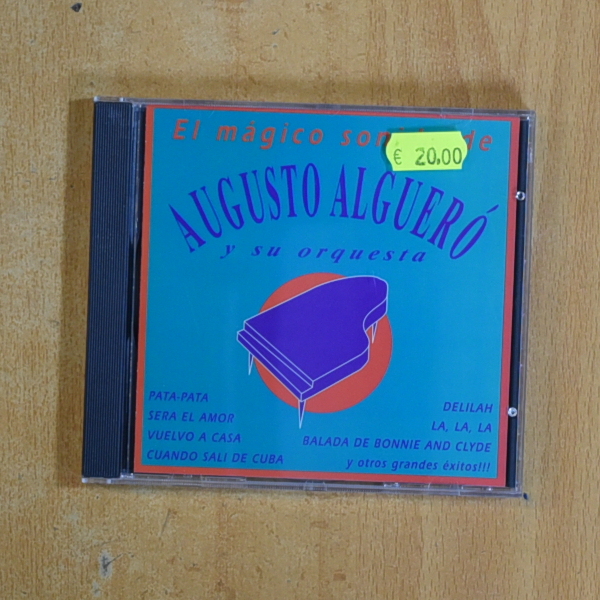 El mágico de
€ 20,00
AUGUSTO ALGUERÓ
y su orquesta
PATA-PATA
SERA EL AMOR
VUELVO A CASA
CUANDO SALI DE CUBA
DELILAH
LA, LA, LA
BALADA DE BONNIE AND CLYDE
y otros grandes éxitos!!!